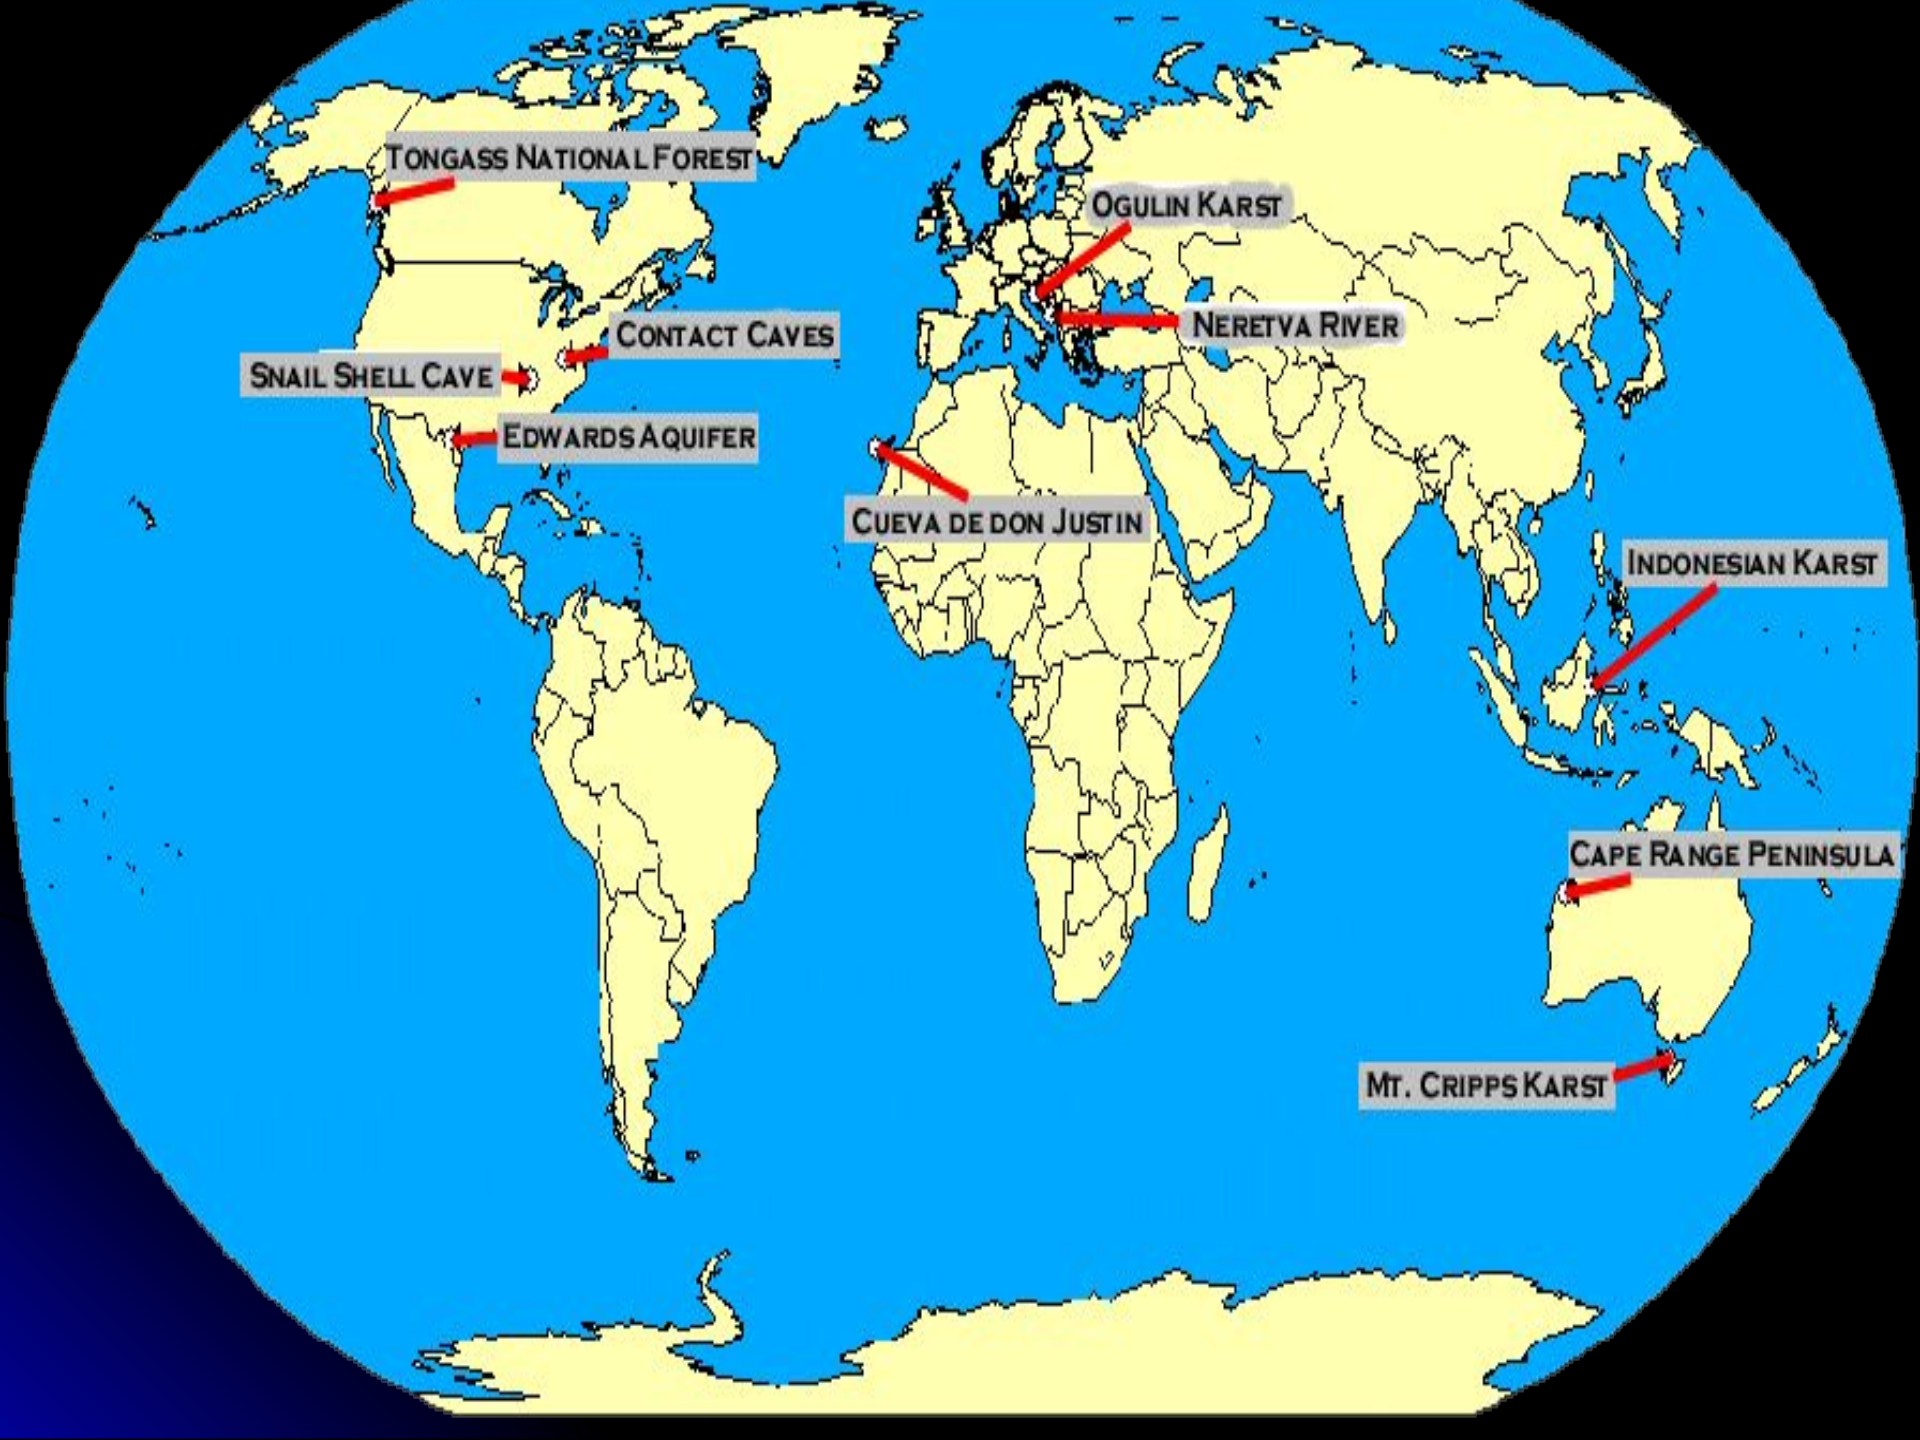 TONGASS NATIONAL FOREST
OGULIN KARST
NERETVA RIVER
CONTACT CAVES
SNAIL SHELL CAVE
EDWARDS AQUIFER
CUEVA DE DON JUSTIN
INDONESIAN KARST
CAPE RANGE PENINSULA
MT. CRIPPS KARST